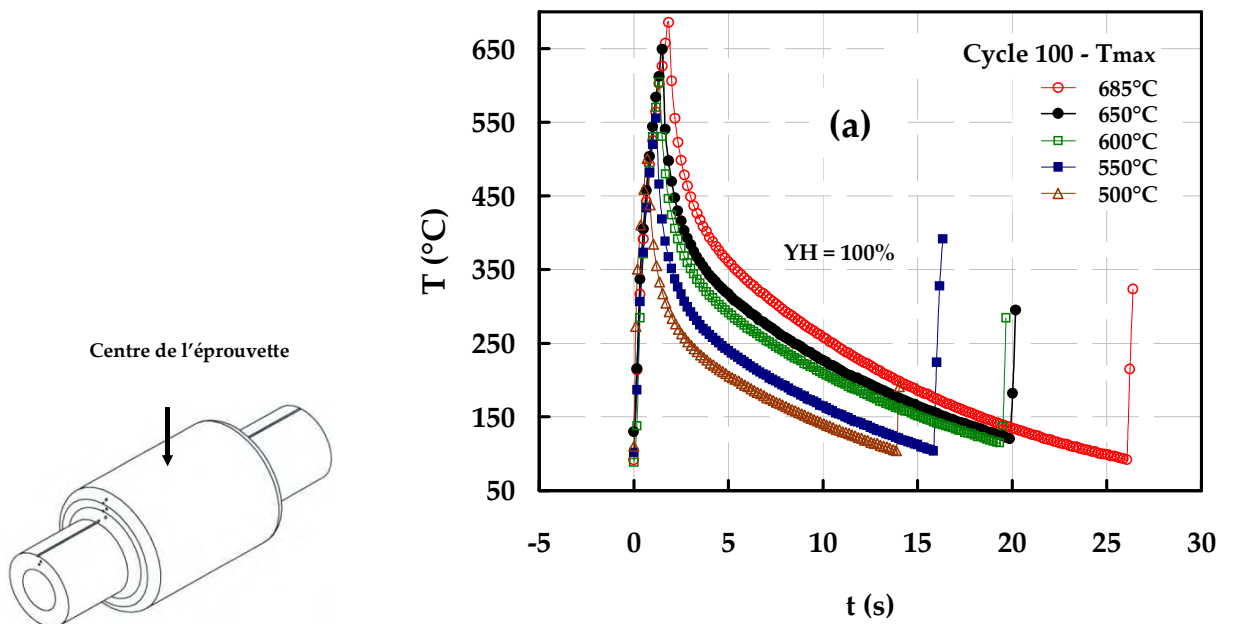 Centre de l'éprouvette
T (°C)
650
550
450
350
250
150
50
Cycle 100 - Tmax
685°C
650°C
600°C
550°C
500°C
(a)
YH = 100%
-5 0 5 10 15 20 25 30
t (s)